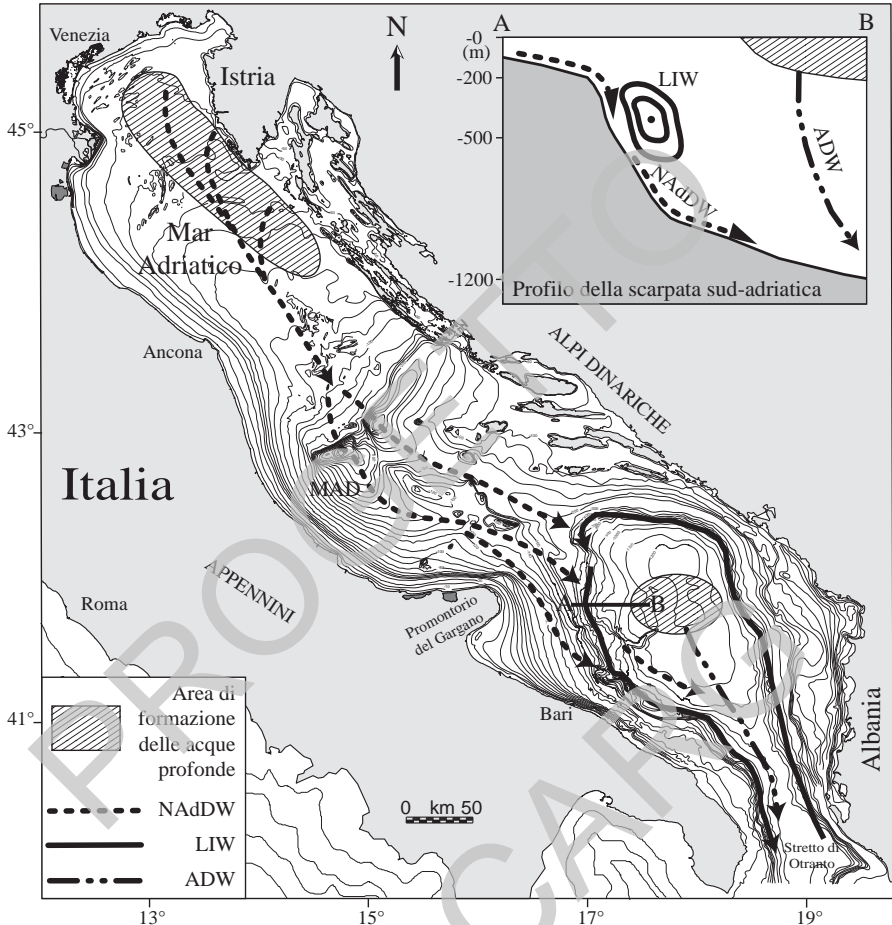 A
B
-0
(m)
-200
-500
-1200
LIW
NAdDW
ADW
Profilo della scarpata sud-adriatica
N
Venezia
Istria
45°
Mar
Adriatico
Ancona
ALPI DINARICHE
43°
Italia
MAD
APPENNINI
Roma
Promontorio
del Gargano
A
B
41°
Bari
Albania
Stretto di
Otranto
0 km 50
Area di
formazione
delle acque
profonde
NAdDW
LIW
ADW
13°
15°
17°
19°
PROGETTO
CARG